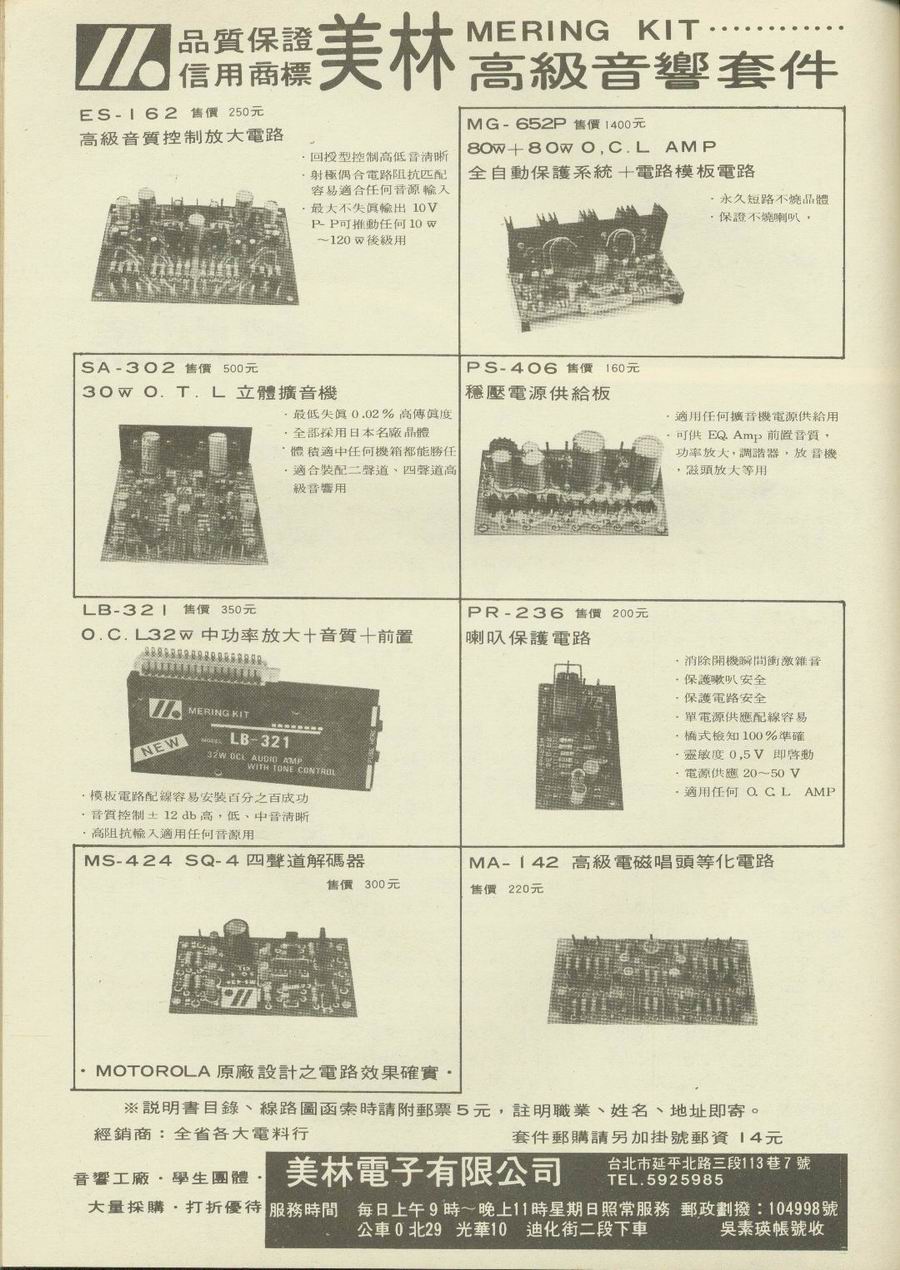 品質保證
信用商標
美林
MERING KIT
高級音響套件
ES-162 售價 250元
高級音質控制放大電路
·回授型控制高低音清晰
·射極偶合電路阻抗匹配
容易適合任何音源輸入
·最大不失眞輸出 10V
P-P可推動任何10w
～120w後級用
MG-652P 售價1400元
80w＋80w O,C.L AMP
全自動保護系統＋電路模板電路
·永久短路不燒晶體
·保證不燒喇叭，
SA-302 售價 500元
30w O. T. L 立體擴音機
·最低失眞0.02%高傳眞度
·全部採用日本名廠晶體
·體積適中任何機箱都能勝任
·適合裝配二聲道、四聲道高
級音響用
PS-406 售價 160元
穩壓電源供給板
·適用任何擴音機電源供給用
·可供 EQ. Amp 前置音質，
功率放大，調諧器，放音機
，設頭放大等用
LB-321 售價 350元
O.C.L32w 中功率放大＋音質＋前置
MERING KIT
NEW
MODEL LB-321
32W OCL AUDIO AMP
WITH TONE CONTROL
·模板電路配線容易安裝百分之百成功
·音質控制±12 db高，低、中音清晰
·高阻抗輸入適用任何音源用
PR-236 售價 200元
喇叭保護電路
·消除開機瞬間衝激雜音
·保護喇叭安全
·保護電路安全
·單電源供應配線容易
·橋式檢知100%準確
·靈敏度0,5V 即啓動
·電源供應20～50 V
·適用任何 O. C. L AMP
MS-424 SQ-4四聲道解碼器
售價 300元
·MOTOROLA原廠設計之電路效果確實·
MA-142 高級電磁唱頭等化電路
售價 220元
※説明書目錄、線路圖函索時請附郵票5元，註明職業、姓名、地址即寄。
經銷商：全省各大電料行
套件郵購請另加掛號郵資14元
音響工廠·學生團體·
大量採購·打折優待
美林電子有限公司
台北市延平北路三段113巷7號
TEL.5925985
服務時間 每日上午9時～晚上11時星期日照常服務 郵政劃撥：104998號
公車0北29 光華10 迪化街二段下車 吳素瑛帳號收